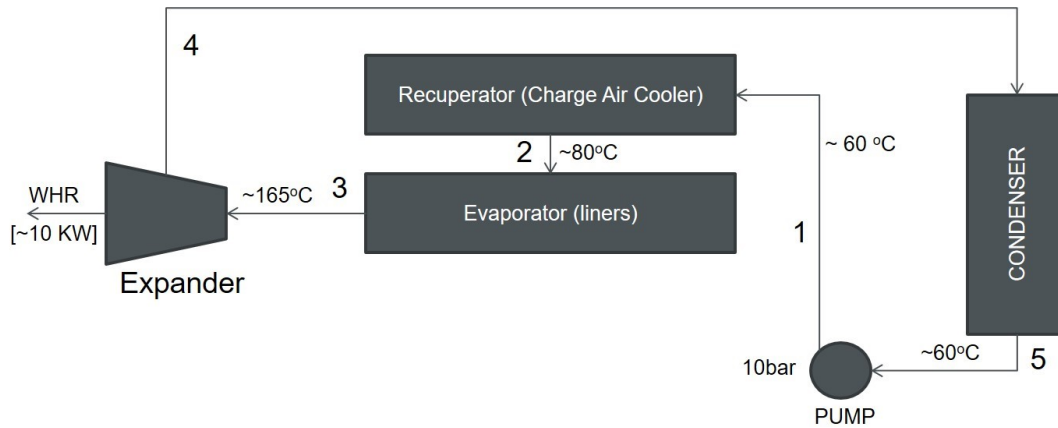 4
Recuperator (Charge Air Cooler)
2
~80°C
~ 60 °C
WHR
[~10 KW]
~165°C
3
Evaporator (liners)
Expander
1
CONDENSER
10bar
PUMP
~60°C
5